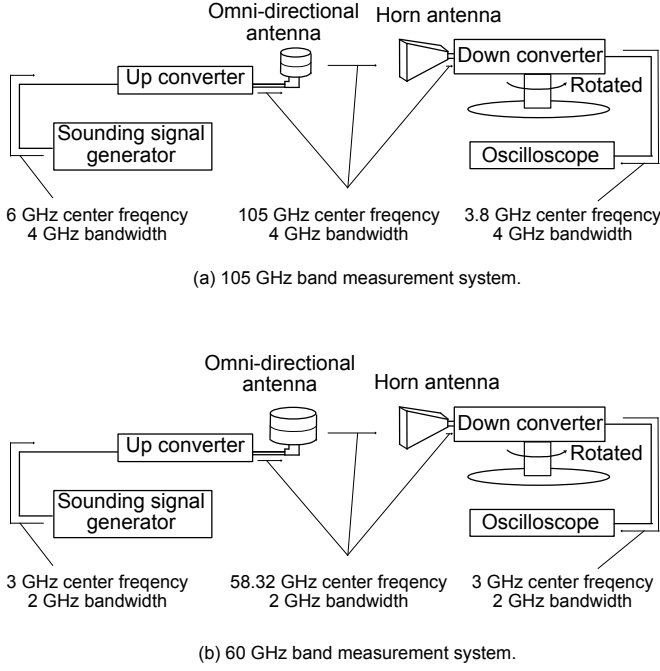 Omni-directional
antenna
Horn antenna
Up converter
Down converter
Rotated
Sounding signal
generator
Oscilloscope
6 GHz center freqency
4 GHz bandwidth
105 GHz center freqency
4 GHz bandwidth
3.8 GHz center freqency
4 GHz bandwidth
(a) 105 GHz band measurement system.
Omni-directional
antenna
Horn antenna
Up converter
Down converter
Rotated
Sounding signal
generator
Oscilloscope
3 GHz center freqency
2 GHz bandwidth
58.32 GHz center freqency
2 GHz bandwidth
3 GHz center freqency
2 GHz bandwidth
(b) 60 GHz band measurement system.